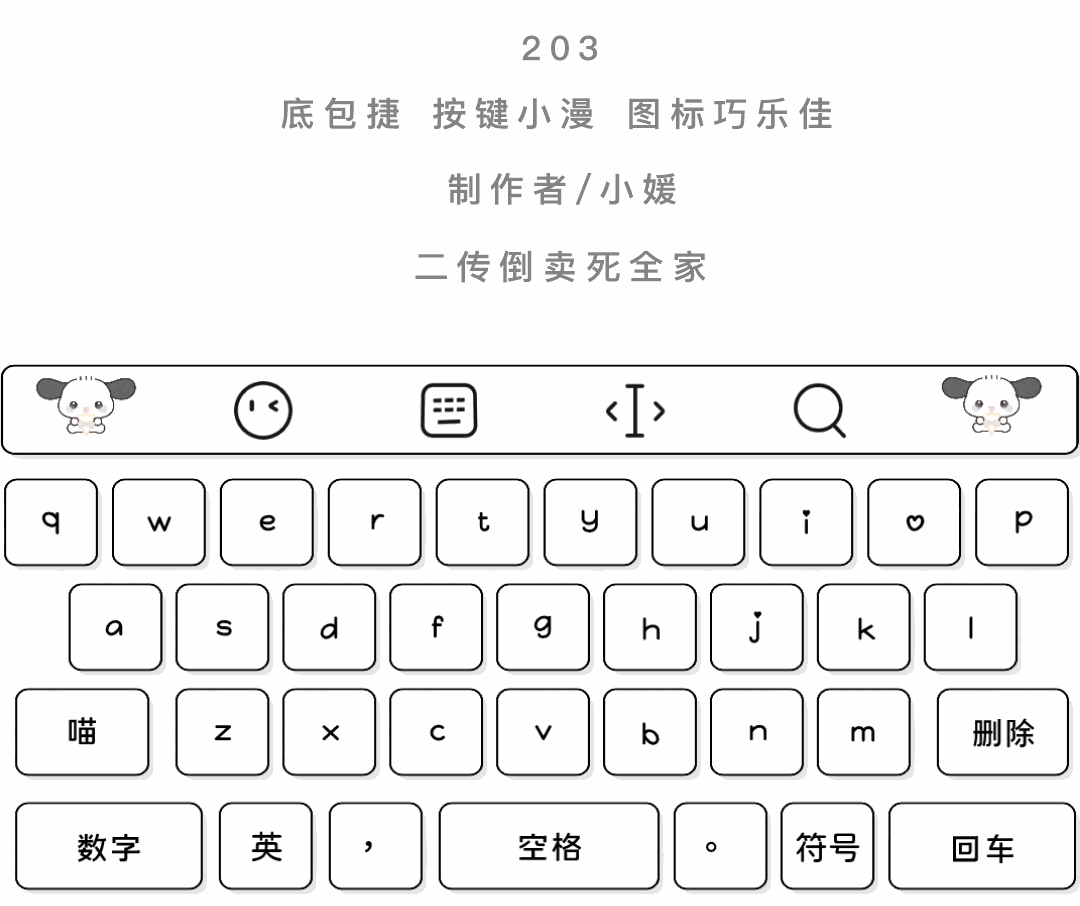 203
底包捷 按键小漫 图标巧乐佳
制作者/小媛
二传倒卖死全家
q w e r t y u i o p
a s d f g h j k l
喵 z x c v b n m 删除
数字 英 , 空格 。 符号 回车